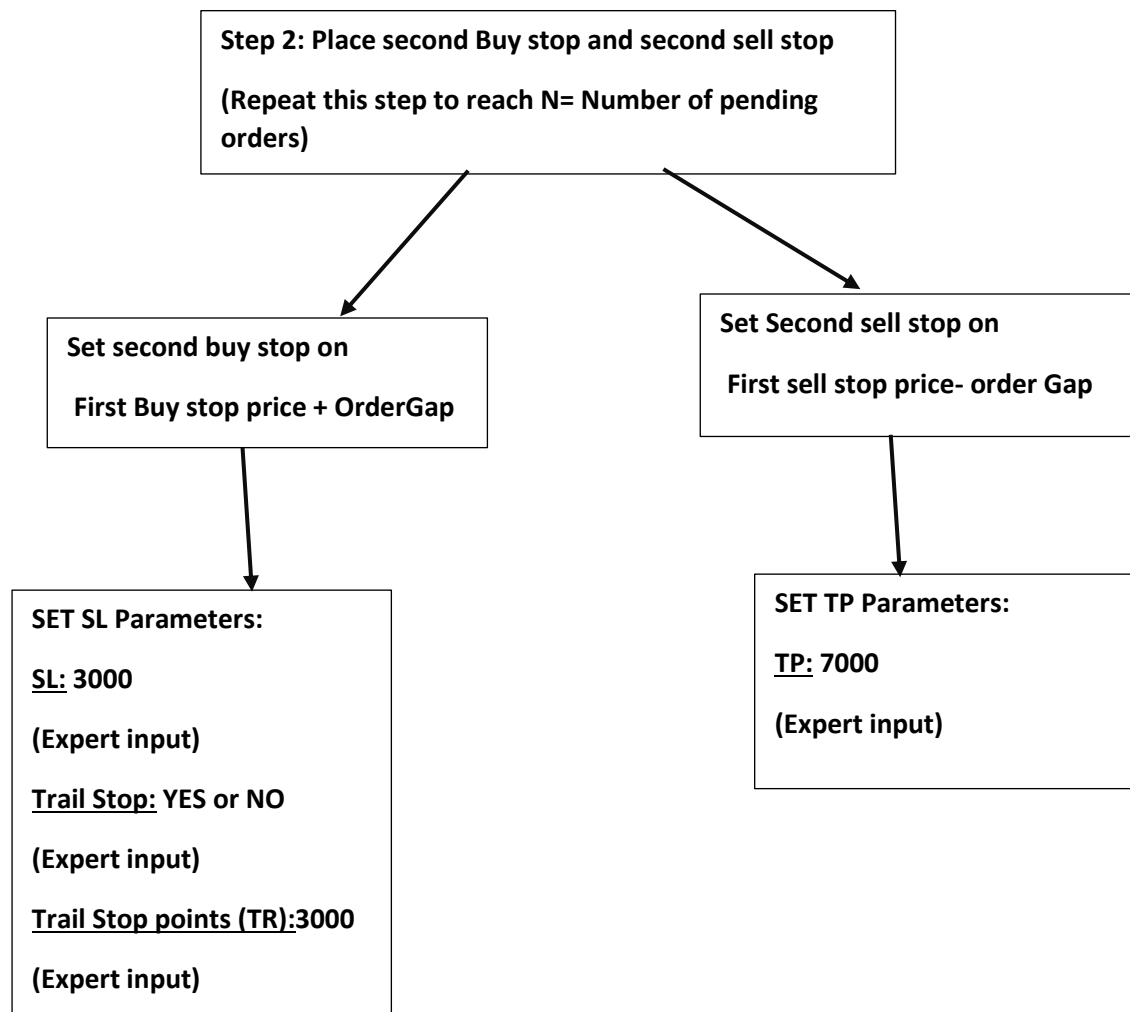 Step 2: Place second Buy stop and second sell stop
(Repeat this step to reach N= Number of pending
orders)
Set second buy stop on
First Buy stop price + OrderGap
Set Second sell stop on
First sell stop price- order Gap
SET SL Parameters:
SL: 3000
(Expert input)
Trail Stop: YES or NO
(Expert input)
Trail Stop points (TR):3000
(Expert input)
SET TP Parameters:
TP: 7000
(Expert input)